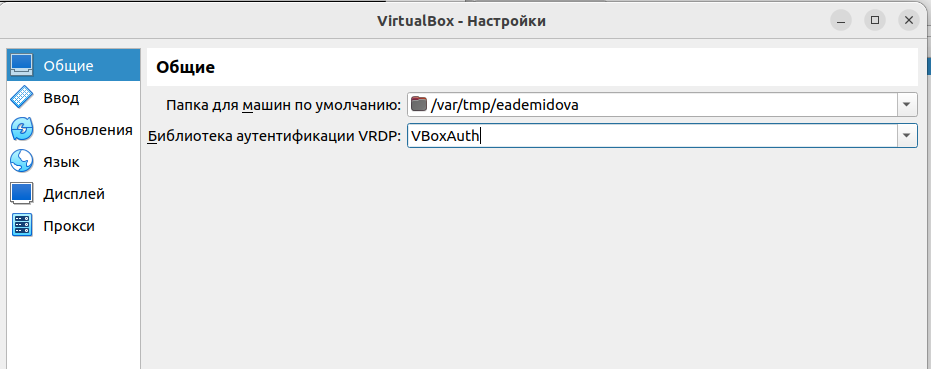 VirtualBox - Настройки
Общие
Ввод
Обновления
Язык
Дисплей
Прокси
Общие
Папка для машин по умолчанию: /var/tmp/eademidova
Библиотека аутентификации VRDP: VBoxAuth